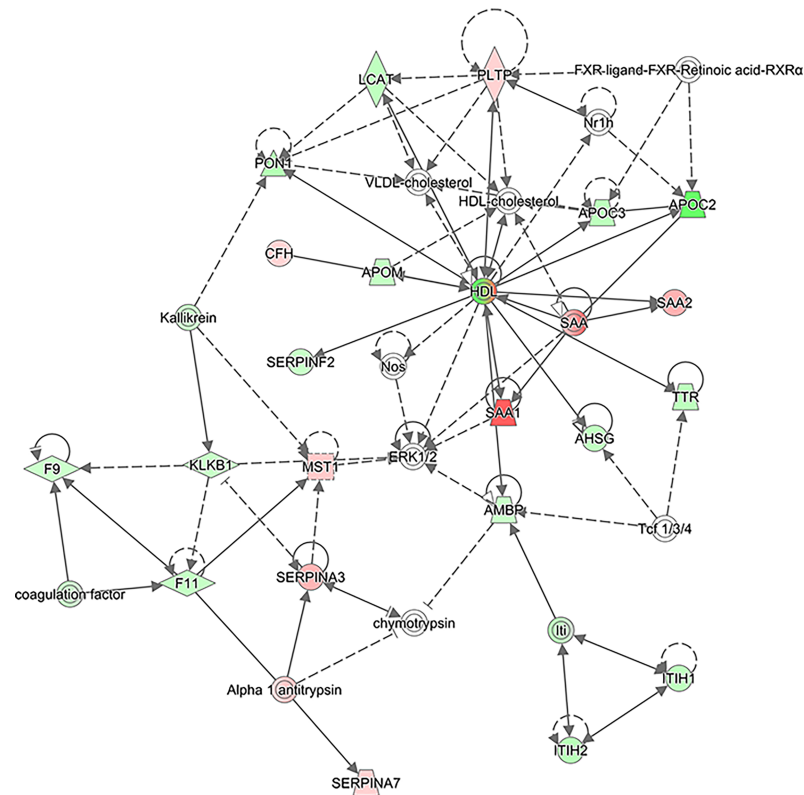 FXR-ligand-FXR-Retinoic acid-RXRα
LCAT
PLTP
Nr1h
PON1
VLDL-cholesterol
HDL-cholesterol
APOC3
APOC2
CFH
APOM
HDL
SAA2
Kallikrein
SAA
SERPINF2
Nos
TTR
SAA1
AHSG
ERK1/2
F9
KLKB1
MST1
AMBP
Tcf 1/3/4
SERPINA3
F11
coagulation factor
chymotrypsin
Iti
Alpha 1 antitrypsin
ITIH1
ITIH2
SERPINA7